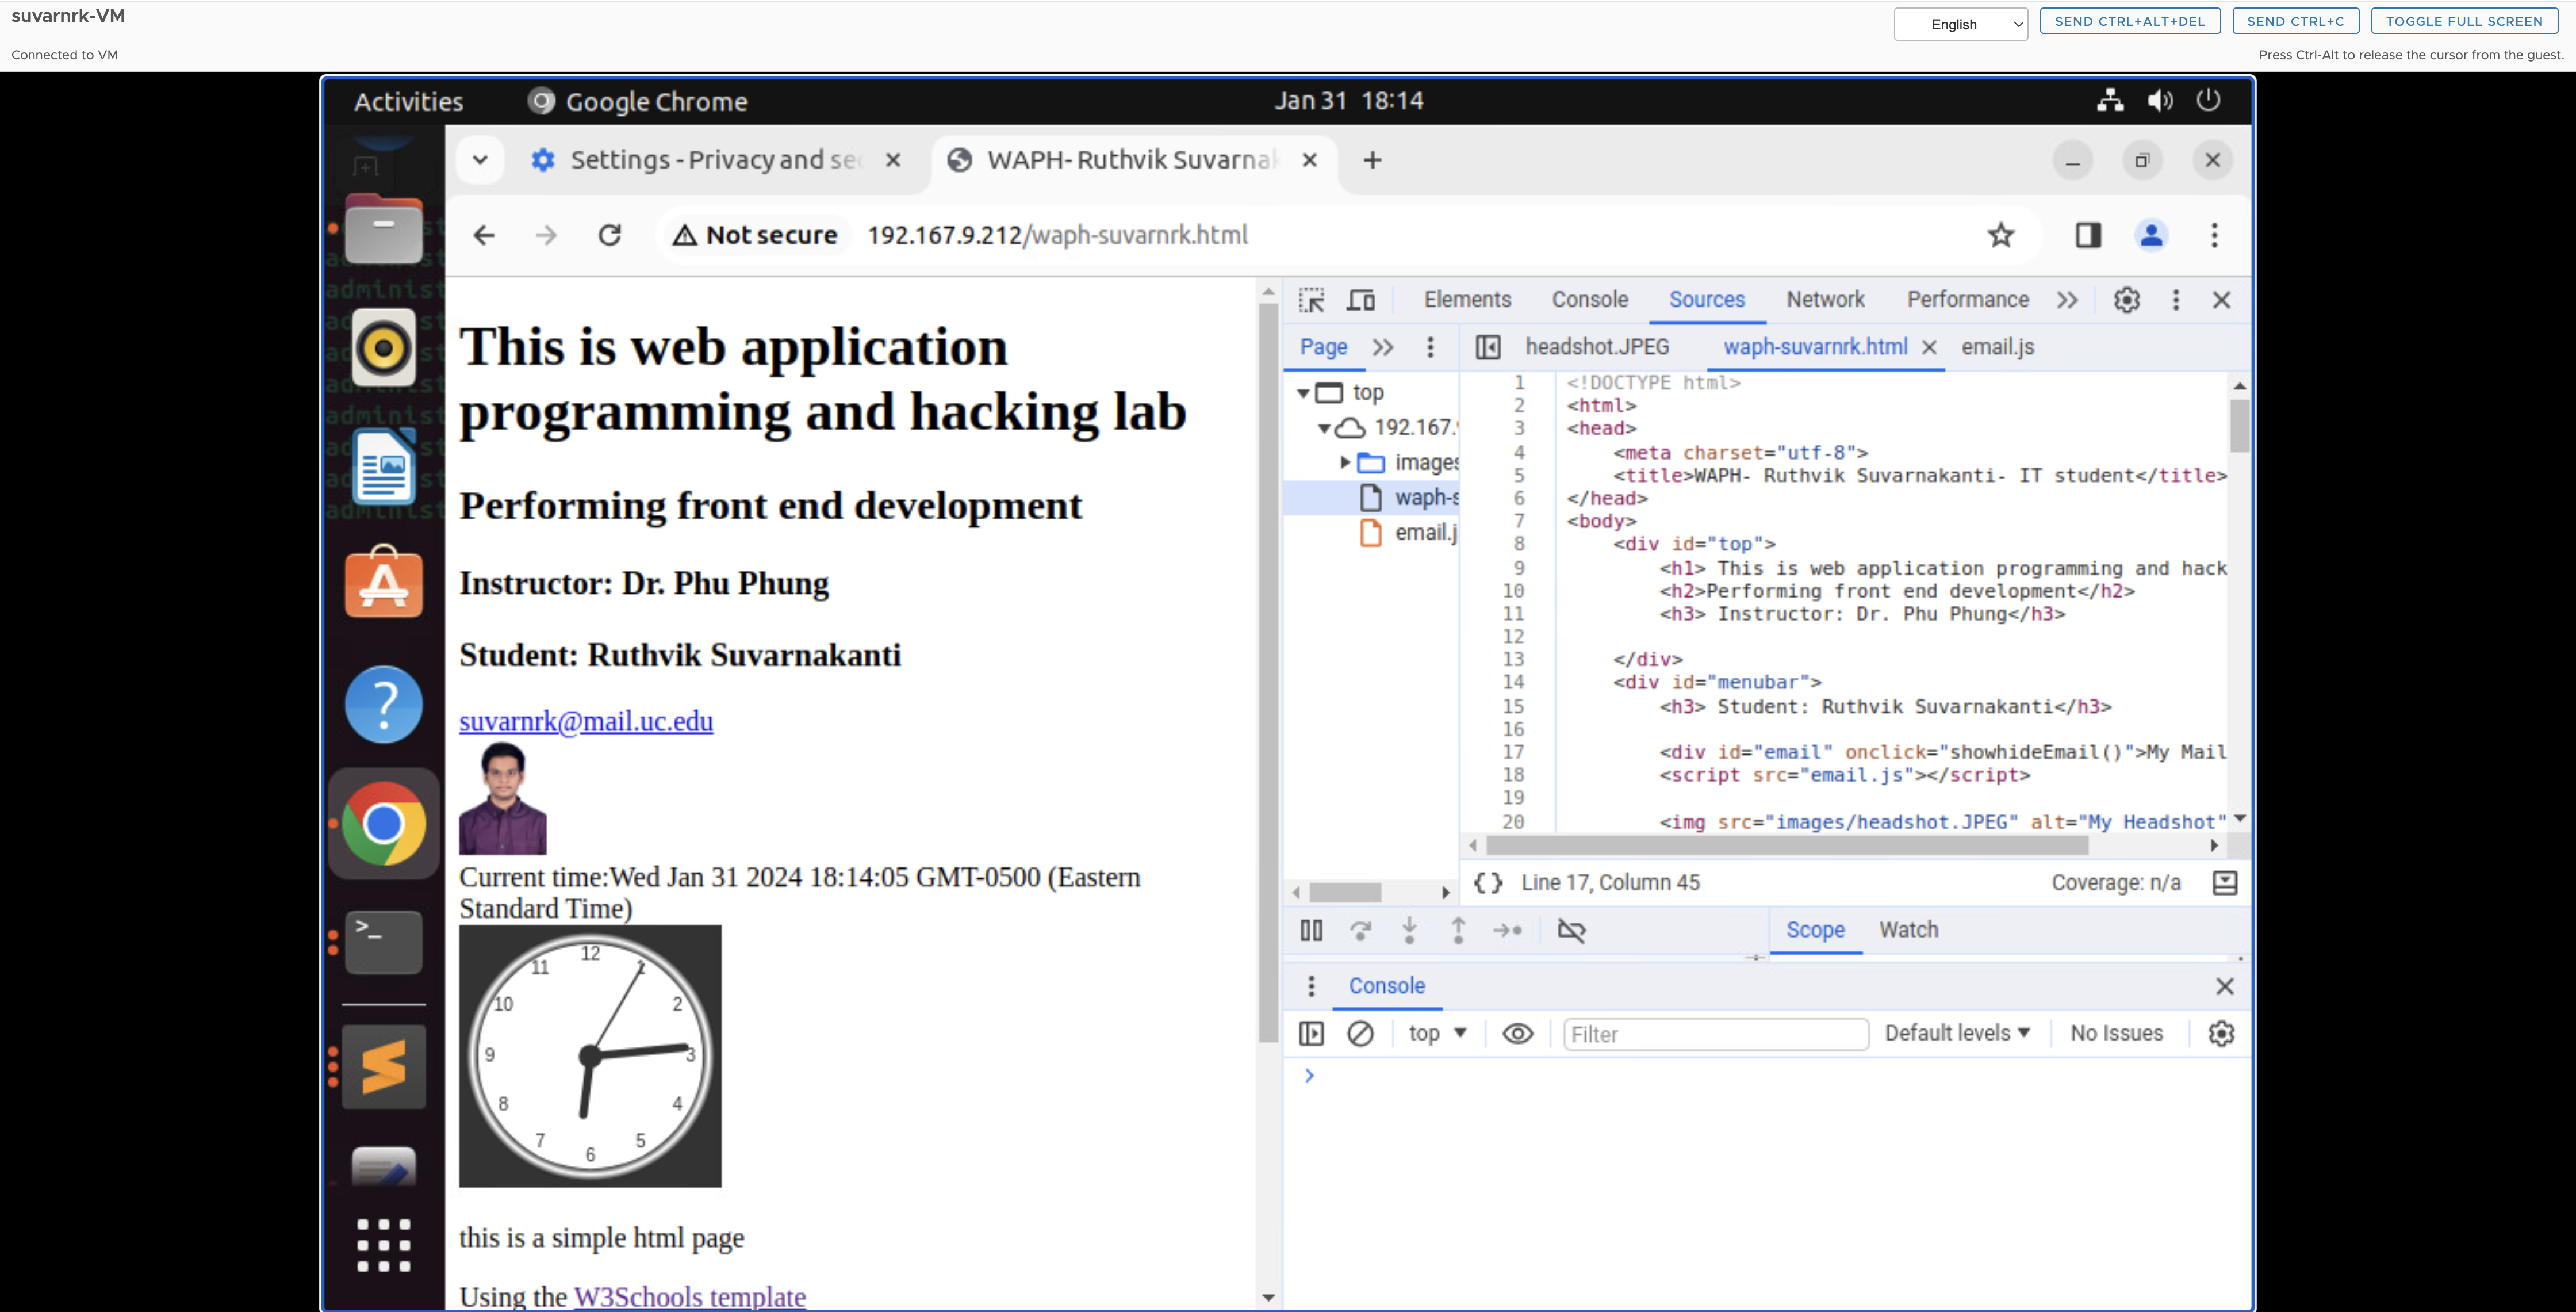 suvarnrk-VM
English
SEND CTRL+ALT+DEL
SEND CTRL+C
TOGGLE FULL SCREEN
Connected to VM
Press Ctrl-Alt to release the cursor from the guest.
Activities
Google Chrome
Jan 31 18:14
Settings - Privacy and sec
WAPH- Ruthvik Suvarnak
Not secure
192.167.9.212/waph-suvarnrk.html
This is web application
programming and hacking lab
Performing front end development
Instructor: Dr. Phu Phung
Student: Ruthvik Suvarnakanti
suvarnrk@mail.uc.edu
Current time:Wed Jan 31 2024 18:14:05 GMT-0500 (Eastern
Standard Time)
12
11
1
10
2
9
3
8
4
7
5
6
this is a simple html page
Using the W3Schools template
Elements Console Sources Network Performance
Page
headshot.JPEG waph-suvarnrk.html email.js
top
192.167.9
images
waph-s
email.j
1 <!DOCTYPE html>
2 <html>
3 <head>
4 <meta charset="utf-8">
5 <title>WAPH- Ruthvik Suvarnakanti- IT student</title>
6 </head>
7 <body>
8 <div id="top">
9 <h1> This is web application programming and hack
10 <h2>Performing front end development</h2>
11 <h3> Instructor: Dr. Phu Phung</h3>
12
13 </div>
14 <div id="menubar">
15 <h3> Student: Ruthvik Suvarnakanti</h3>
16
17 <div id="email" onclick="showhideEmail()">My Mail
18 <script src="email.js"></script>
19
20 <img src="images/headshot.JPEG" alt="My Headshot"
{} Line 17, Column 45
Coverage: n/a
Scope Watch
Console
top
Filter
Default levels
No Issues